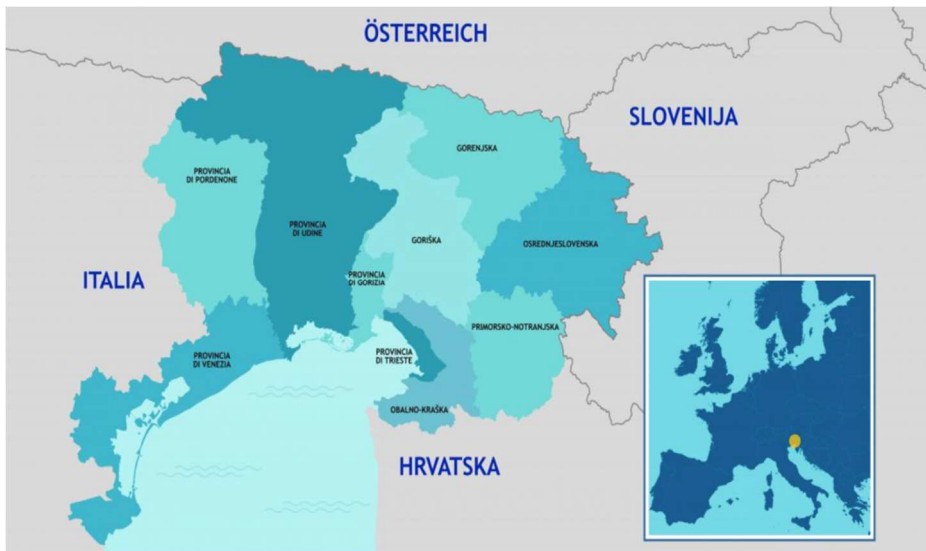 ÖSTERREICH
SLOVENIJA
GORENJSKA
PROVINCIA
DI PORDENONE
PROVINCIA
DI UDINE
GORIŠKA
OSREDNJESLOVENSKA
ITALIA
PROVINCIA
DI GORIZIA
PRIMORSKO-NOTRANJSKA
PROVINCIA
DI VENEZIA
PROVINCIA
DI TRIESTE
OBALNO-KRAŠKA
HRVATSKA